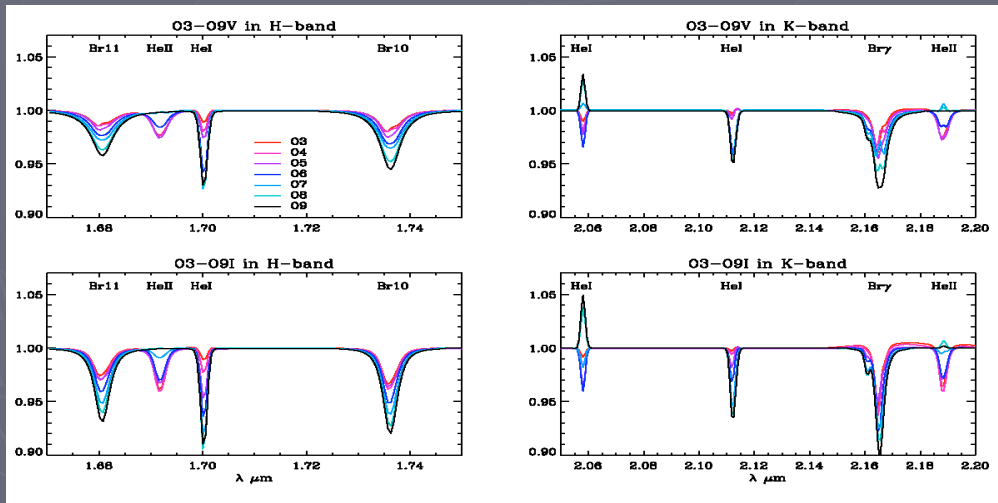 O3-O9V in H-band
Br11 HeII HeI Br10
1.05
1.00
0.95
0.90
O3
O4
O5
O6
O7
O8
O9
1.68 1.70 1.72 1.74
O3-O9V in K-band
HeI HeI Brγ HeII
1.05
1.00
0.95
0.90
2.06 2.08 2.10 2.12 2.14 2.16 2.18 2.20
O3-O9I in H-band
Br11 HeII HeI Br10
1.05
1.00
0.95
0.90
1.68 1.70 1.72 1.74
λ μm
O3-O9I in K-band
HeI HeI Brγ HeII
1.05
1.00
0.95
0.90
2.06 2.08 2.10 2.12 2.14 2.16 2.18 2.20
λ μm